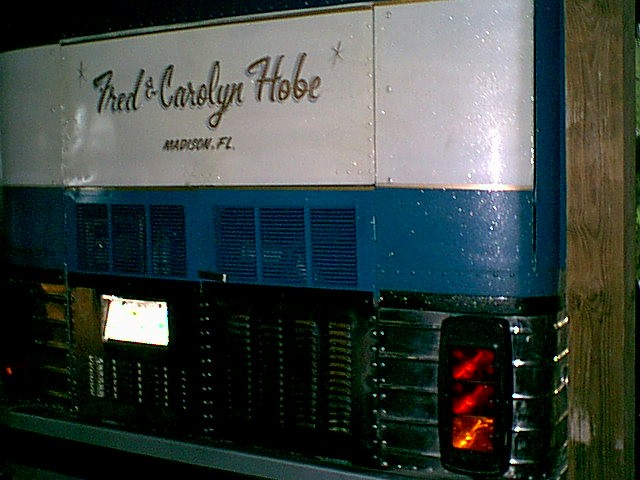 Fred & Carolyn Hobe
MADISON, FL.